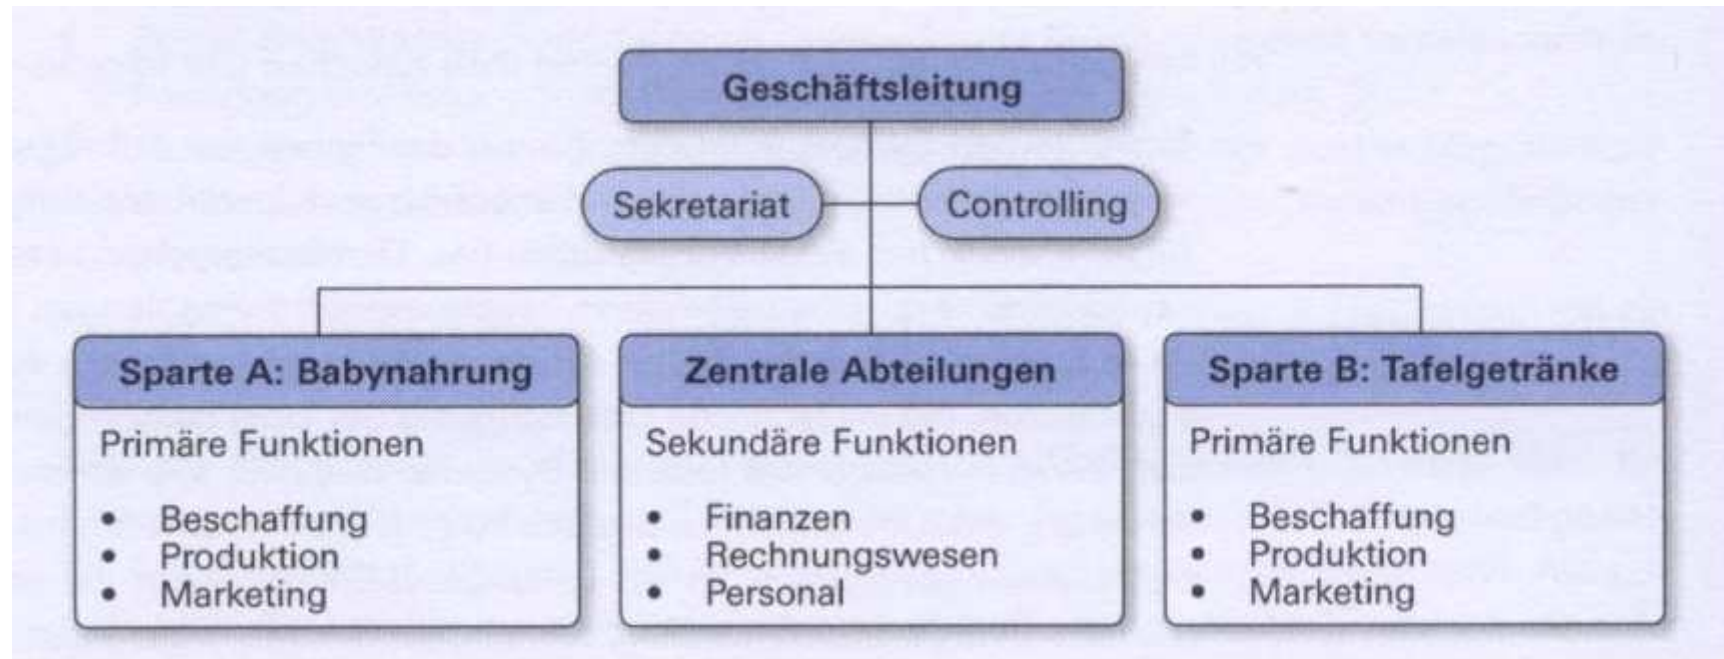 Geschäftsleitung
Sekretariat
Controlling
Sparte A: Babynahrung
Primäre Funktionen
• Beschaffung
• Produktion
• Marketing
Zentrale Abteilungen
Sekundäre Funktionen
• Finanzen
• Rechnungswesen
• Personal
Sparte B: Tafelgetränke
Primäre Funktionen
• Beschaffung
• Produktion
• Marketing